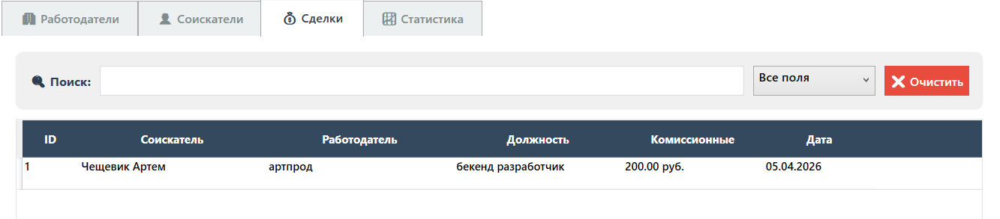 Работодатели Соискатели Сделки Статистика
Поиск: Все поля Очистить
ID Соискатель Работодатель Должность Комиссионные Дата
1 Чещевик Артем артпрод бекенд разработчик 200.00 руб. 05.04.2026